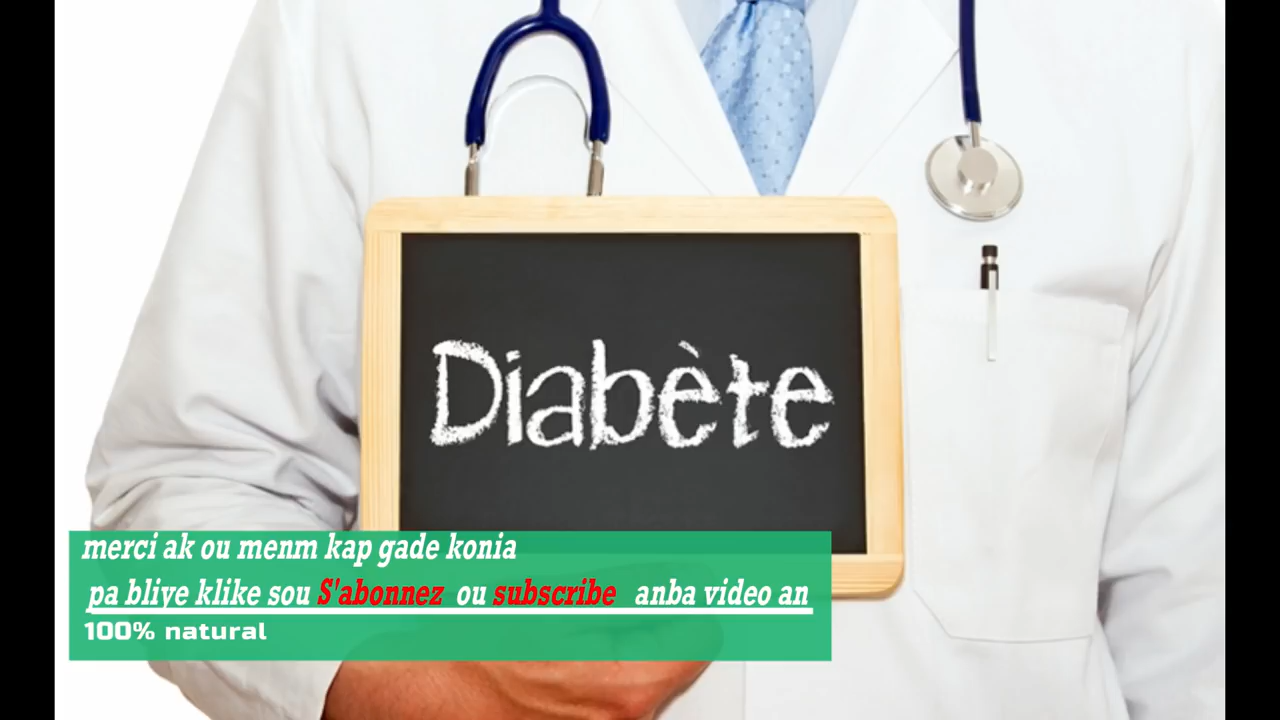 Diabète
merci ak ou menm kap gade konia
pa bliye klike sou S'abonnez ou subscribe anba video an
100% natural